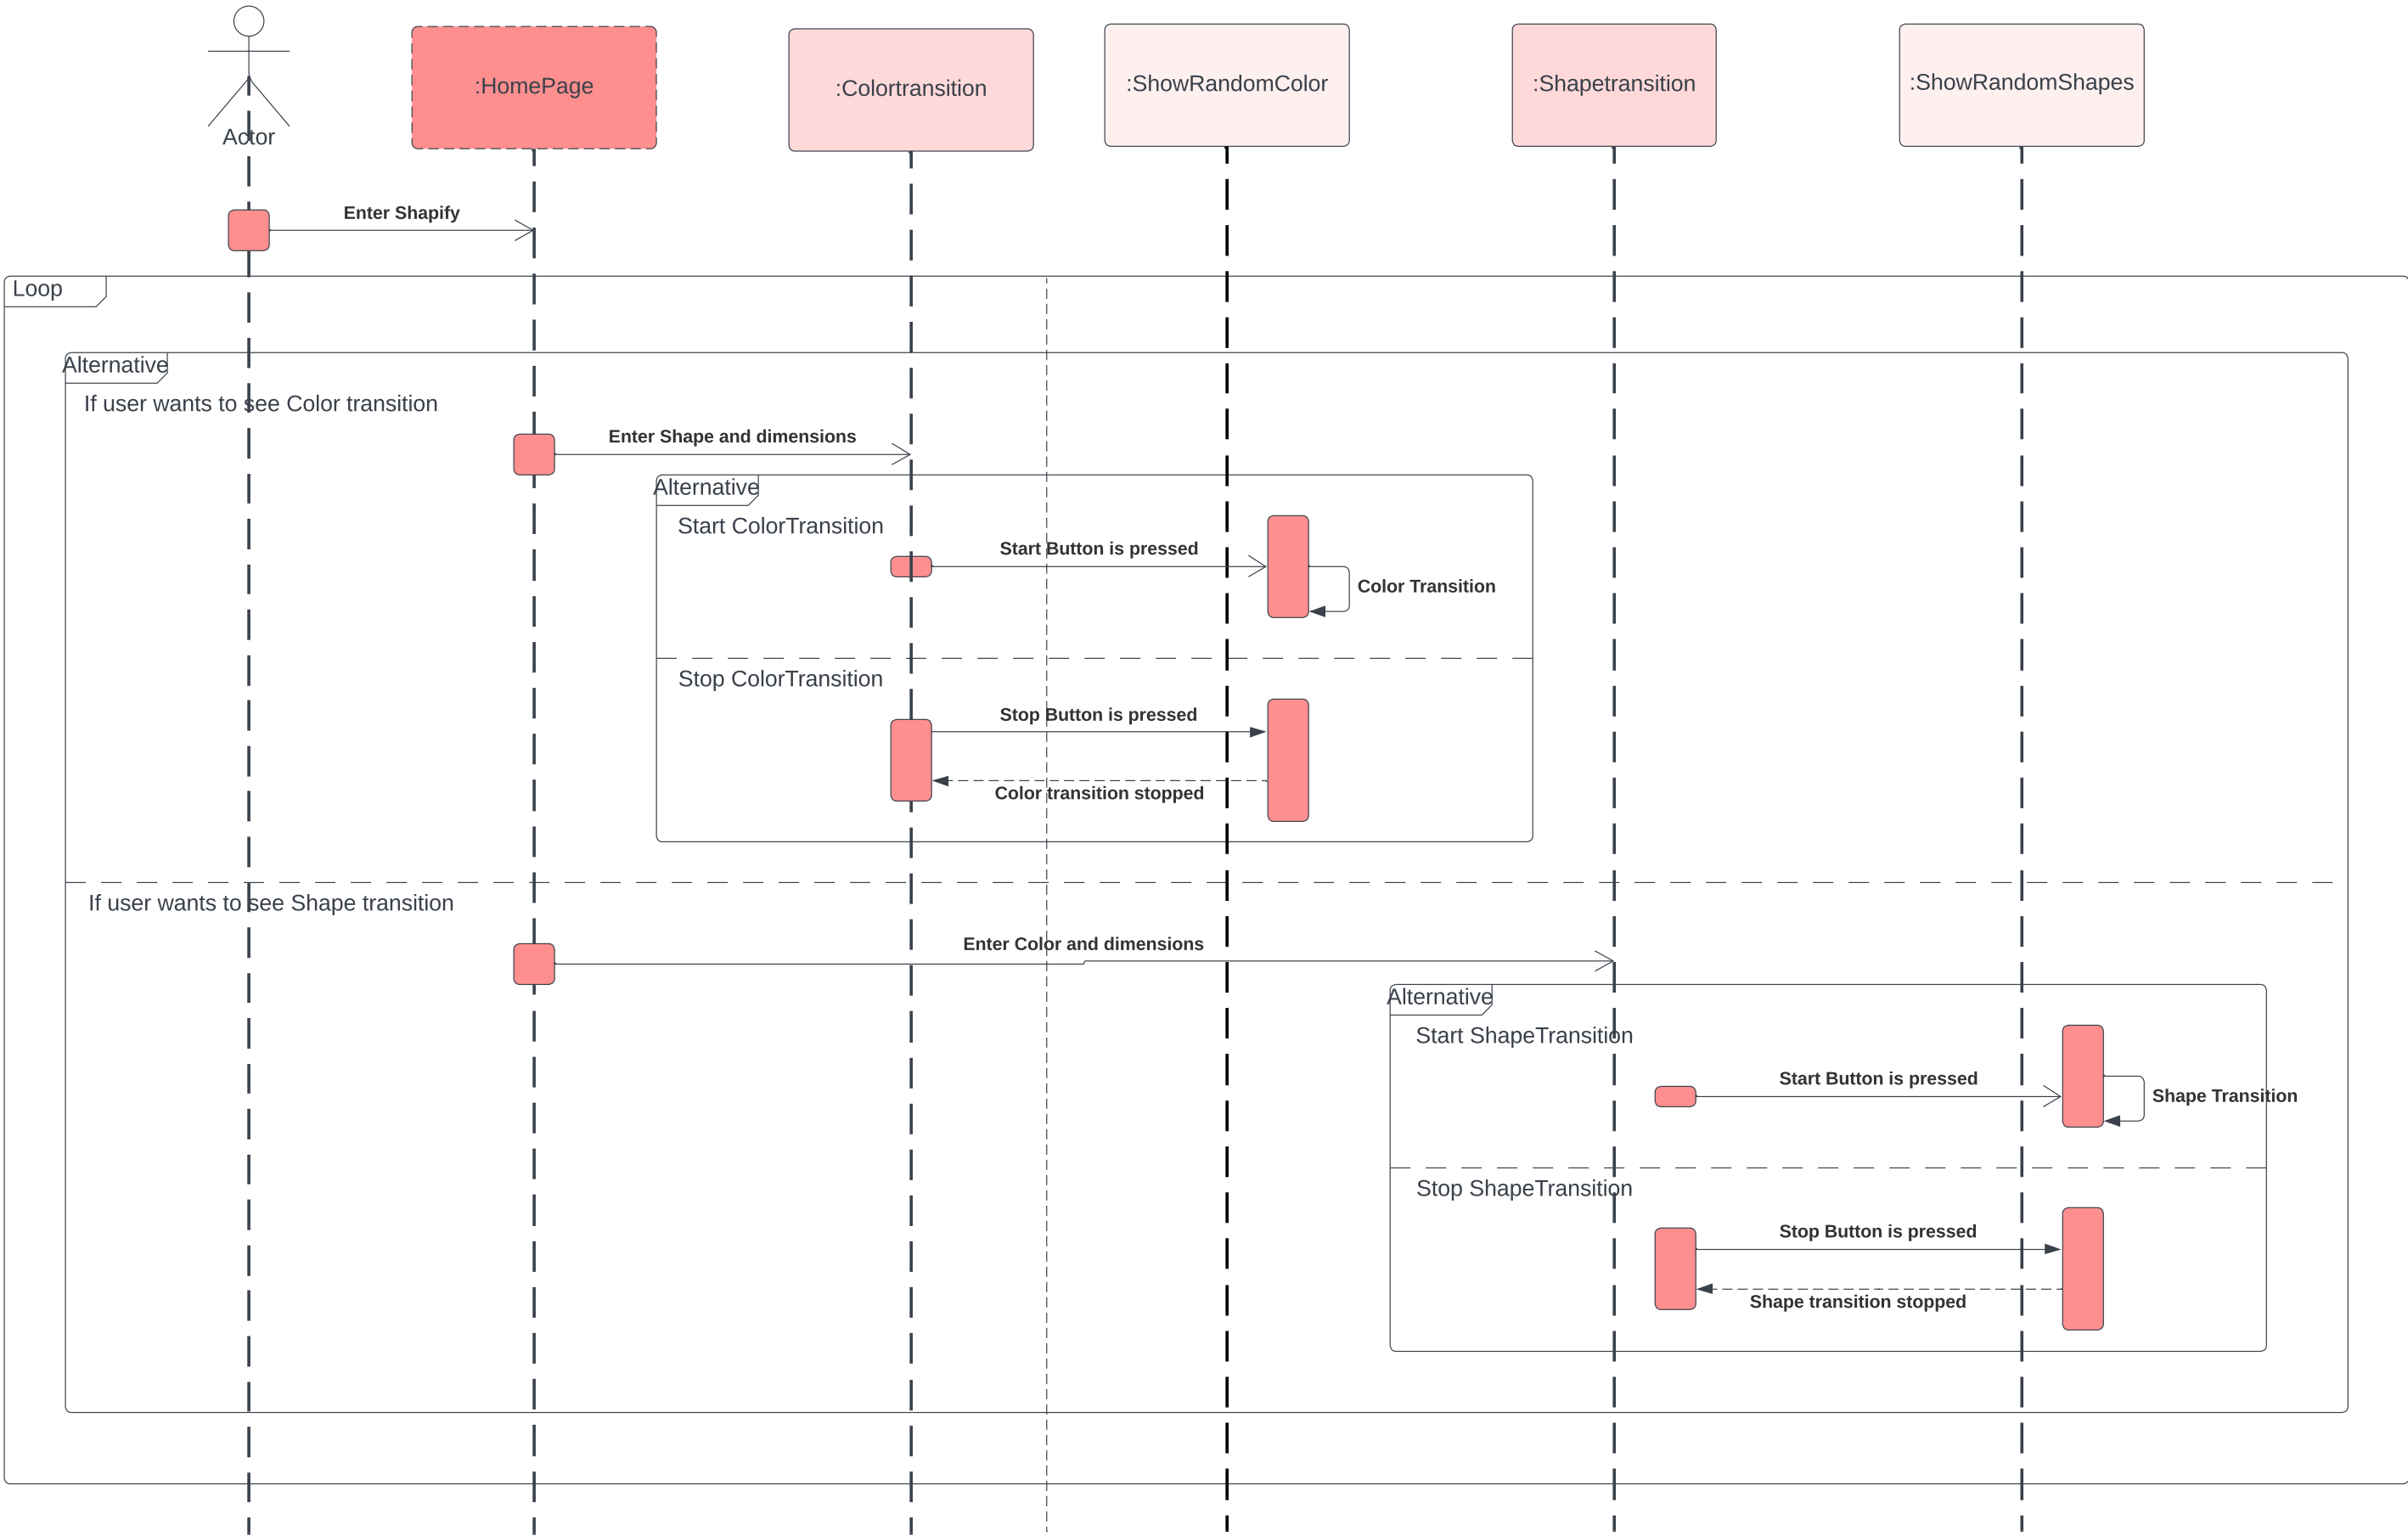 Actor
:HomePage
:Colortransition
:ShowRandomColor
:Shapetransition
:ShowRandomShapes
Enter Shapify
Loop
Alternative
If user wants to see Color transition
Enter Shape and dimensions
Alternative
Start ColorTransition
Start Button is pressed
Color Transition
Stop ColorTransition
Stop Button is pressed
Color transition stopped
If user wants to see Shape transition
Enter Color and dimensions
Alternative
Start ShapeTransition
Start Button is pressed
Shape Transition
Stop ShapeTransition
Stop Button is pressed
Shape transition stopped